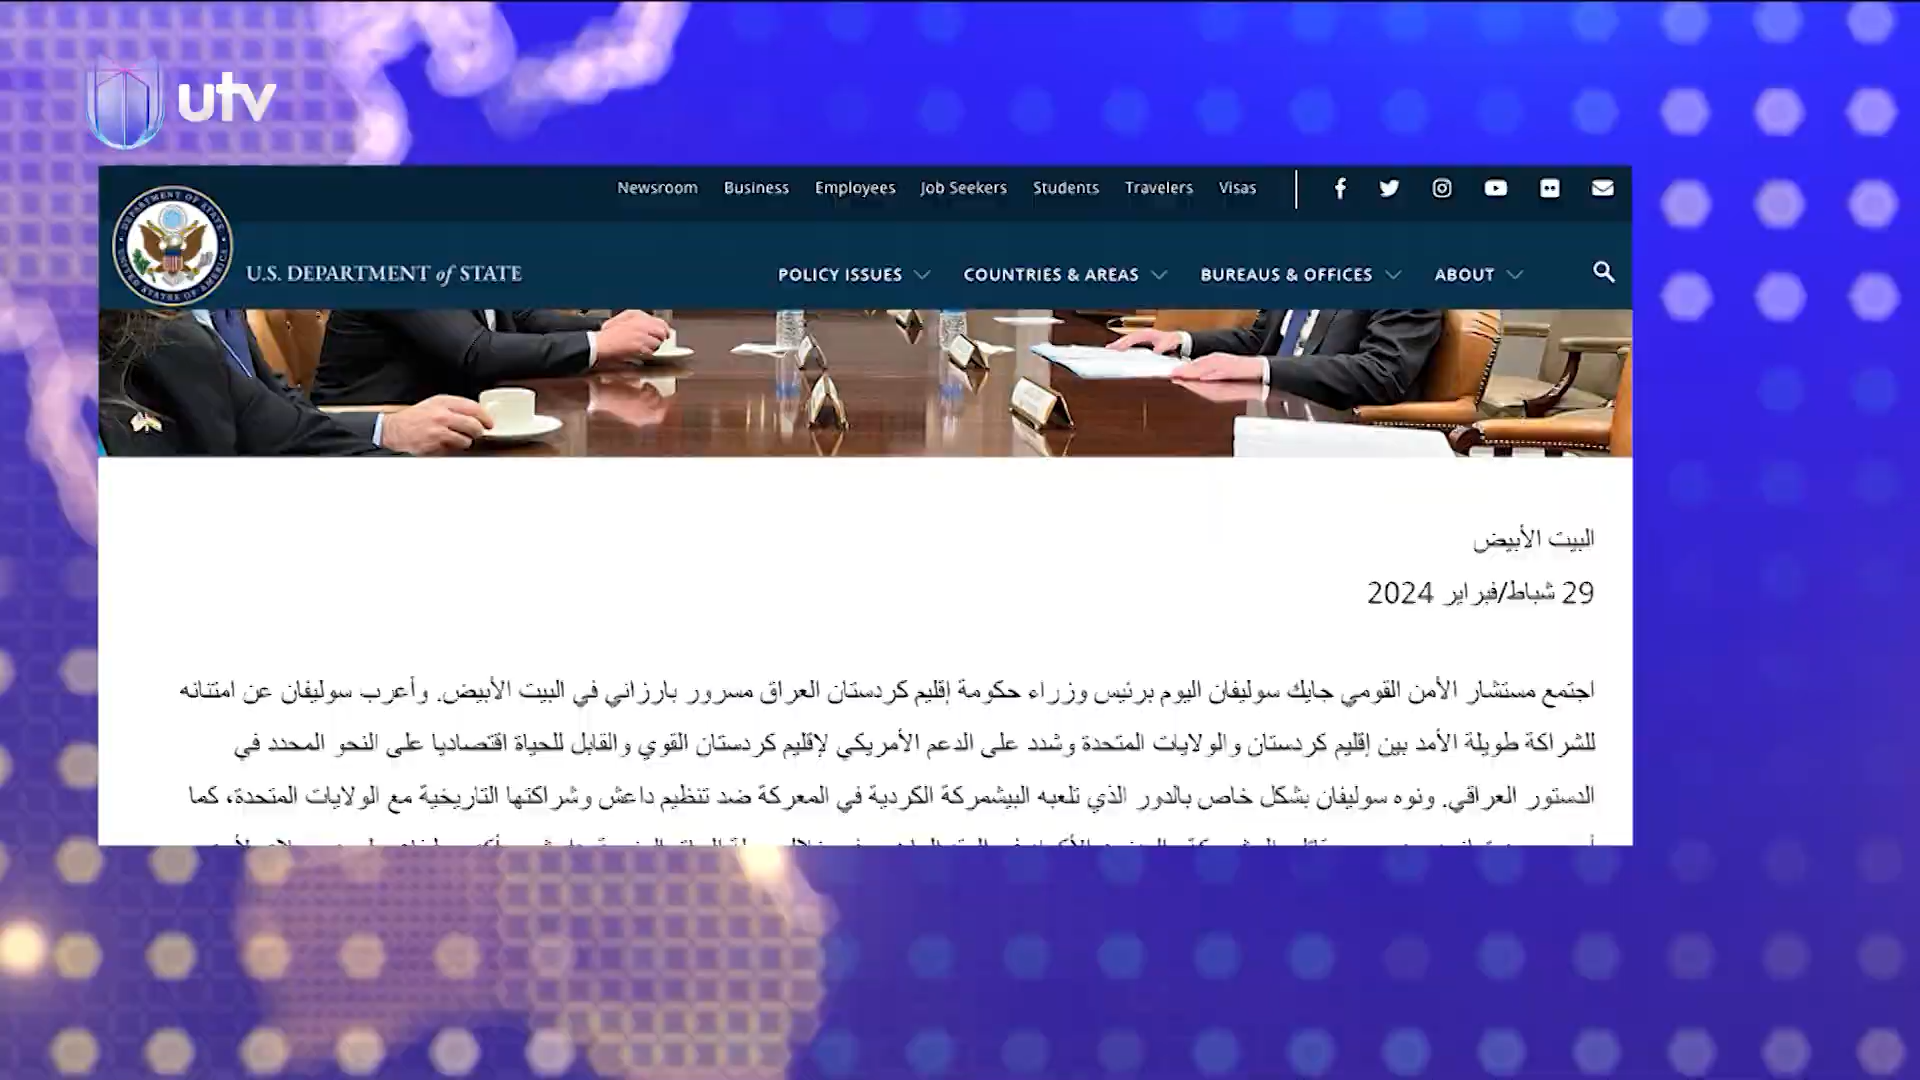 utv
Newsroom Business Employees Job Seekers Students Travelers Visas
U.S. DEPARTMENT of STATE
POLICY ISSUES COUNTRIES & AREAS BUREAUS & OFFICES ABOUT
البيت الأبيض
29 شباط/فبراير 2024
اجتمع مستشار الأمن القومي جايك سوليفان اليوم برئيس وزراء حكومة إقليم كردستان العراق مسرور بارزاني في البيت الأبيض. وأعرب سوليفان عن امتنانه
للشراكة طويلة الأمد بين إقليم كردستان والولايات المتحدة وشدد على الدعم الأمريكي لإقليم كردستان القوي والقابل للحياة اقتصاديا على النحو المحدد في
الدستور العراقي. ونوه سوليفان بشكل خاص بالدور الذي تلعبه البيشمركة الكردية في المعركة ضد تنظيم داعش وشراكتها التاريخية مع الولايات المتحدة، كما